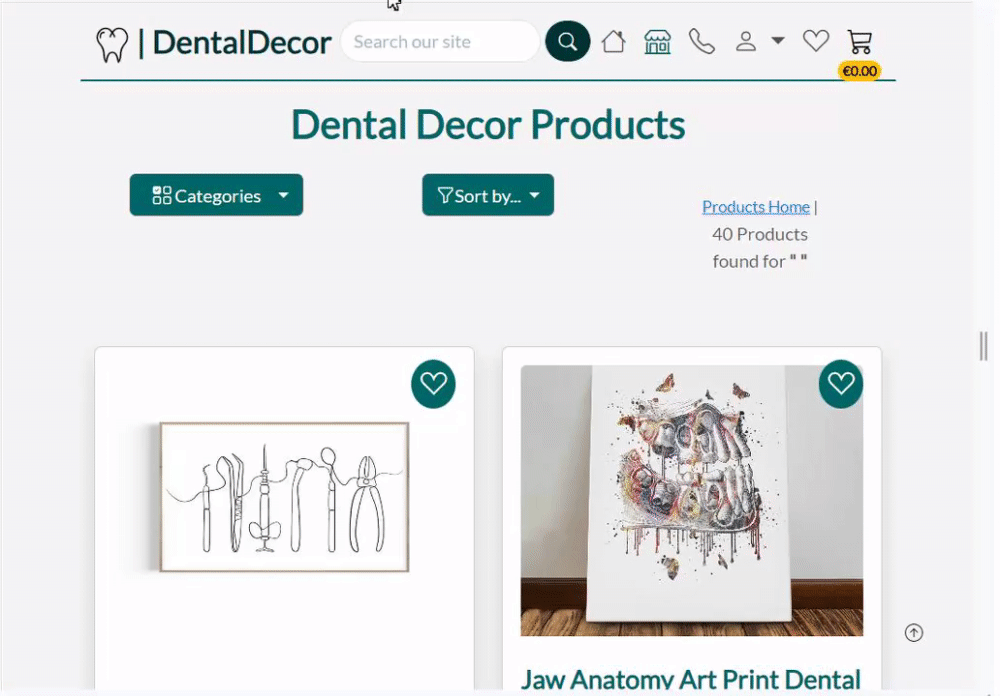 | DentalDecor
Search our site
€0.00
Dental Decor Products
Categories
Sort by...
Products Home |
40 Products
found for " "
Jaw Anatomy Art Print Dental